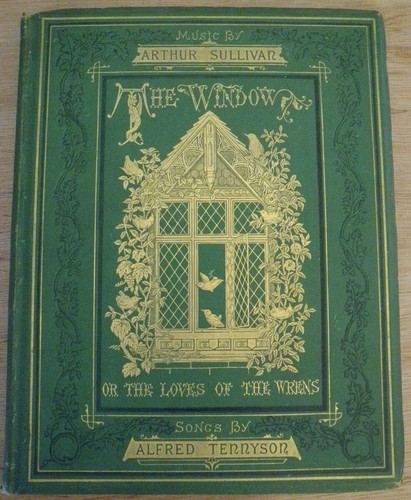 MUSIC BY
ARTHUR SULLIVAN
THE WINDOW
OR THE LOVES OF THE WRENS
SONGS BY
ALFRED TENNYSON